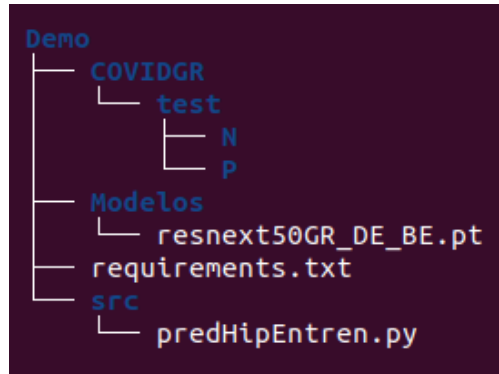 Demo
COVIDGR
test
N
P
Modelos
resnext50GR_DE_BE.pt
requirements.txt
src
predHipEntren.py